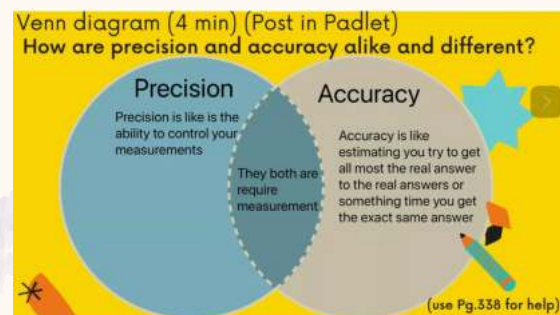 Venn diagram (4 min) (Post in Padlet)
How are precision and accuracy alike and different?
Precision
Precision is like is the
ability to control your
measurements
They both are
require
measurement
Accuracy
Accuracy is like
estimating you try to get
all most the real answer
to the real answers or
something time you get
the exact same answer
(use Pg.338 for help)